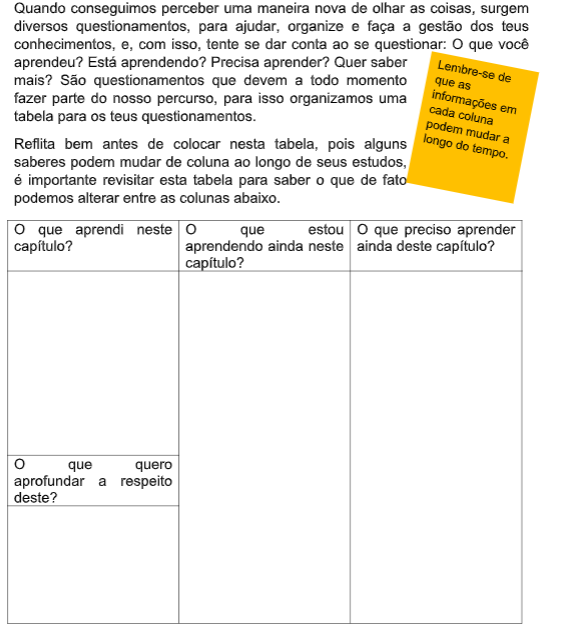 Quando conseguimos perceber uma maneira nova de olhar as coisas, surgem
diversos questionamentos, para ajudar, organize e faça a gestão dos teus
conhecimentos, e, com isso, tente se dar conta ao se questionar: O que você
aprendeu? Está aprendendo? Precisa aprender? Quer saber
mais? São questionamentos que devem a todo momento
fazer parte do nosso percurso, para isso organizamos uma
tabela para os teus questionamentos.
Lembre-se de
que as
informações em
cada coluna
podem mudar a
longo do tempo.
Reflita bem antes de colocar nesta tabela, pois alguns
saberes podem mudar de coluna ao longo de seus estudos,
é importante revisitar esta tabela para saber o que de fato
podemos alterar entre as colunas abaixo.
O que aprendi neste
capítulo?
O que estou
aprendendo ainda neste
capítulo?
O que preciso aprender
ainda deste capítulo?
O que quero
aprofundar a respeito
deste?